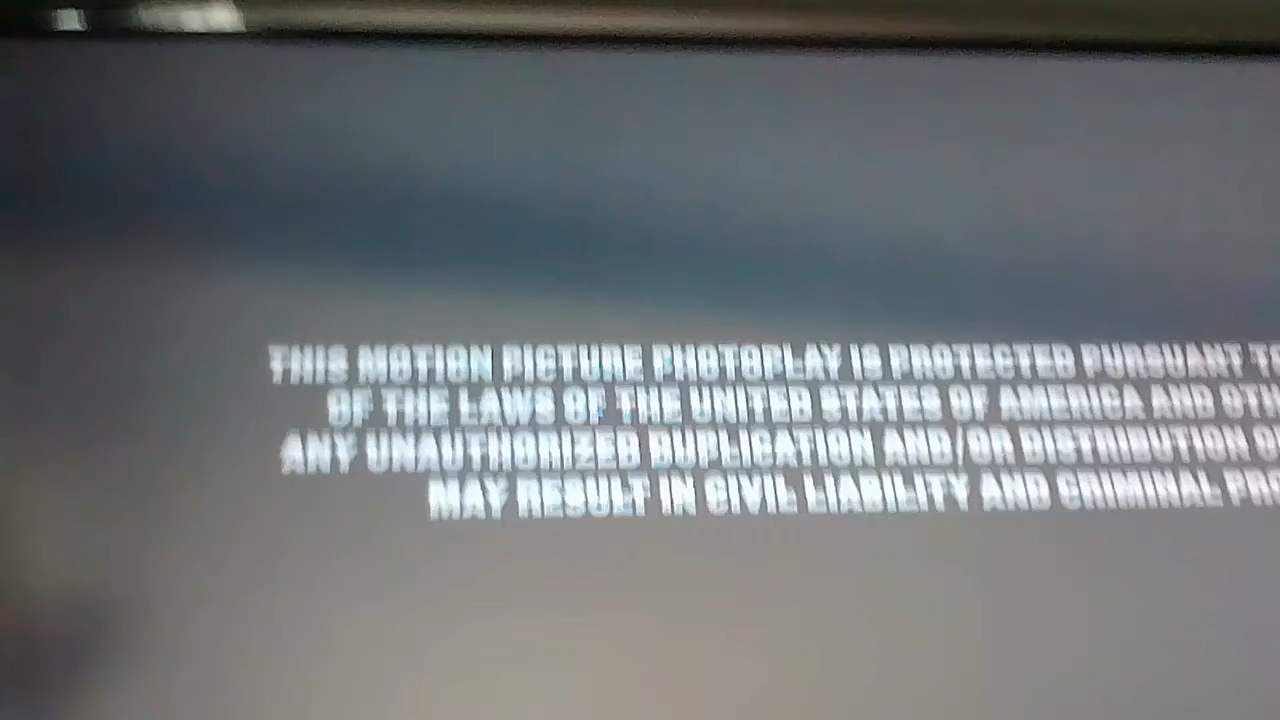 THIS MOTION PICTURE PHOTOPLAY IS PROTECTED PURSUANT TO
OF THE LAWS OF THE UNITED STATES OF AMERICA AND
ANY UNAUTHORIZED DUPLICATION AND/OR DISTRIBUTION
MAY RESULT IN CIVIL LIABILITY AND CRIMINAL